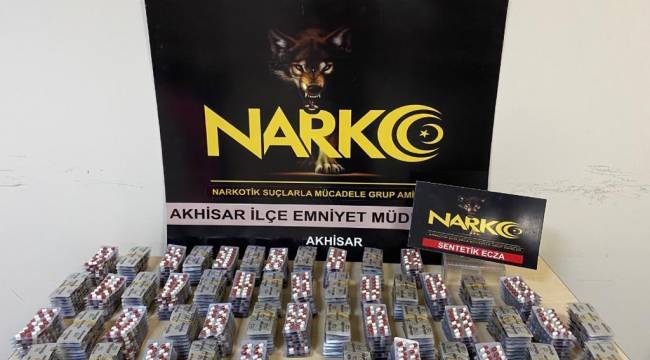 NARKO
NARKOTİK SUÇLARLA MÜCADELE GRUP AMİ
AKHİSAR İLÇE EMNİYET MÜD
AKHİSAR
NARKO
SENTETİK ECZA